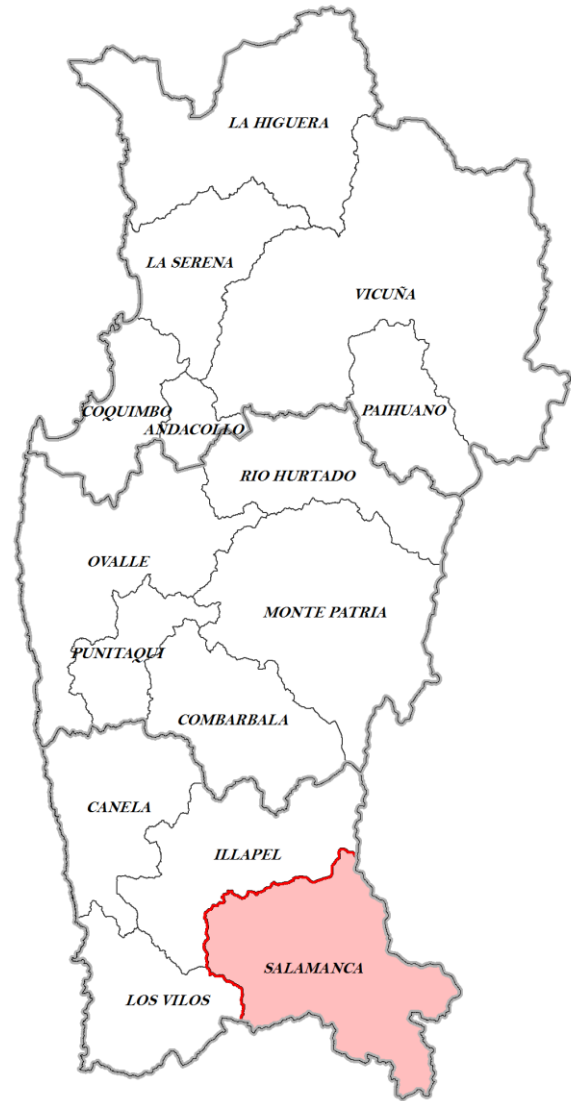 LA HIGUERA
LA SERENA
VICUÑA
COQUIMBO
ANDACOLLO
PAIHUANO
RIO HURTADO
OVALLE
MONTE PATRIA
PUNITAQUI
COMBARBALA
CANELA
ILLAPEL
SALAMANCA
LOS VILOS